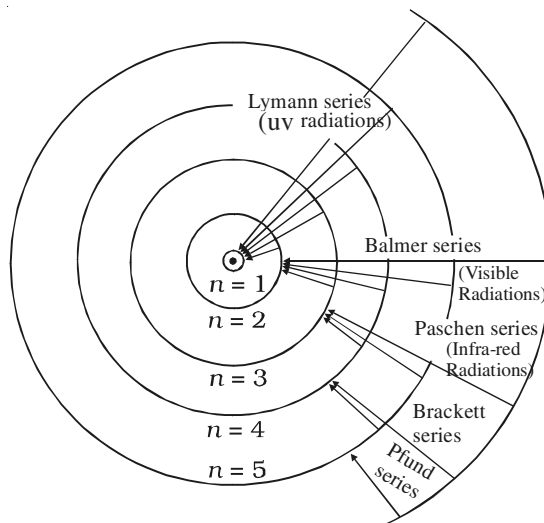 Lymann series
(uv radiations)
Balmer series
(Visible
Radiations)
Paschen series
(Infra-red
Radiations)
Brackett
series
Pfund
series
n = 1
n = 2
n = 3
n = 4
n = 5